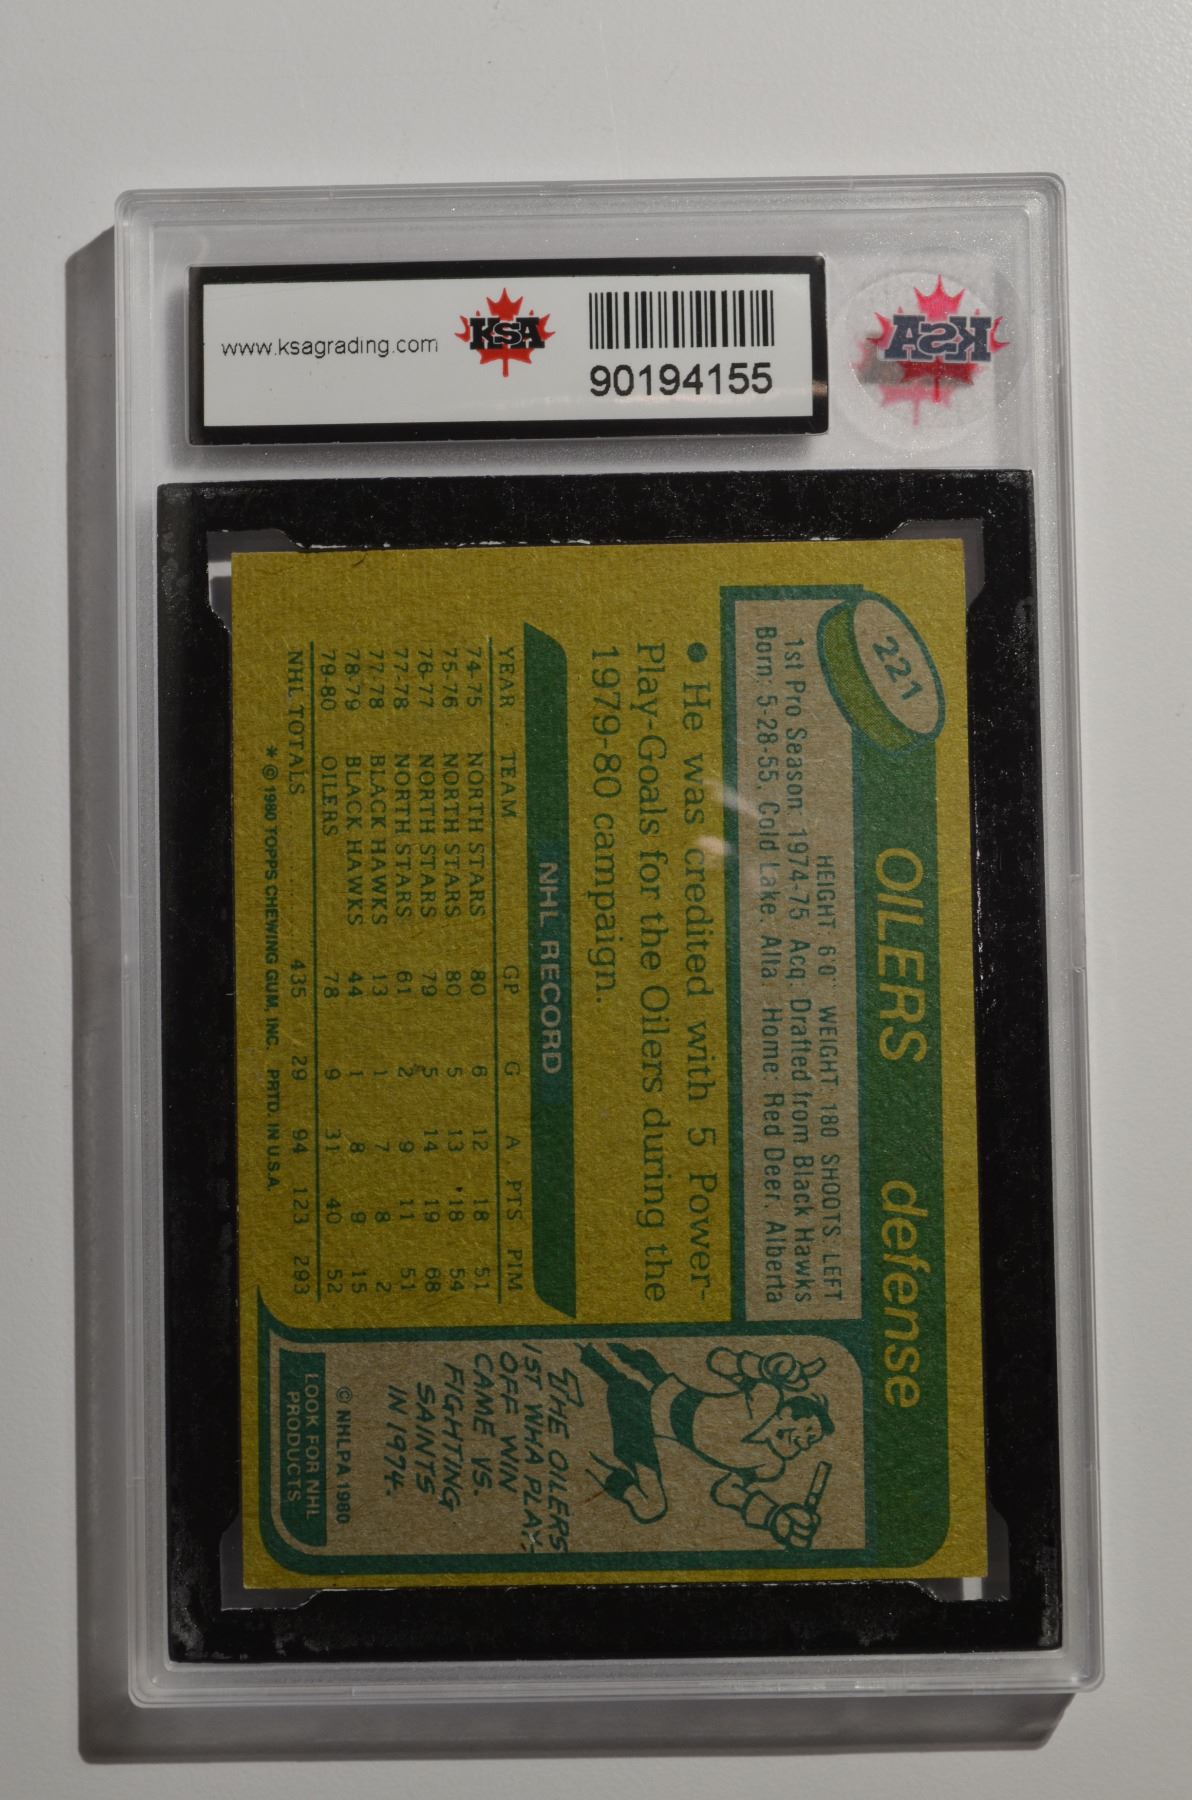 www.ksagrading.com
KSA
90194155
KSA
221
OILERS defense
HEIGHT 6'0" WEIGHT: 180 SHOOTS LEFT
1st Pro Season: 1974-75 Acq. Drafted from Black Hawks
Born: 5-28-55. Cold Lake. Alta. Home: Red Deer. Alberta
● He was credited with 5 Power-
Play-Goals for the Oilers during the
1979-80 campaign.
NHL RECORD
YEAR TEAM GP G A PTS PIM
74-75 NORTH STARS 80 6 12 18 51
75-76 NORTH STARS 80 5 13 18 54
76-77 NORTH STARS 79 5 14 19 68
77-78 NORTH STARS 61 2 9 11 51
77-78 BLACK HAWKS 13 1 7 8 2
78-79 BLACK HAWKS 44 1 8 9 15
79-80 OILERS 78 9 31 40 52
NHL TOTALS 435 29 94 123 293
* © 1980 TOPPS CHEWING GUM, INC. PRTD. IN U.S.A.
THE OILERS
1ST WHA PLAY-
OFF WIN
CAME VS.
FIGHTING
SAINTS
IN 1974.
© NHLPA 1980
LOOK FOR NHL
PRODUCTS